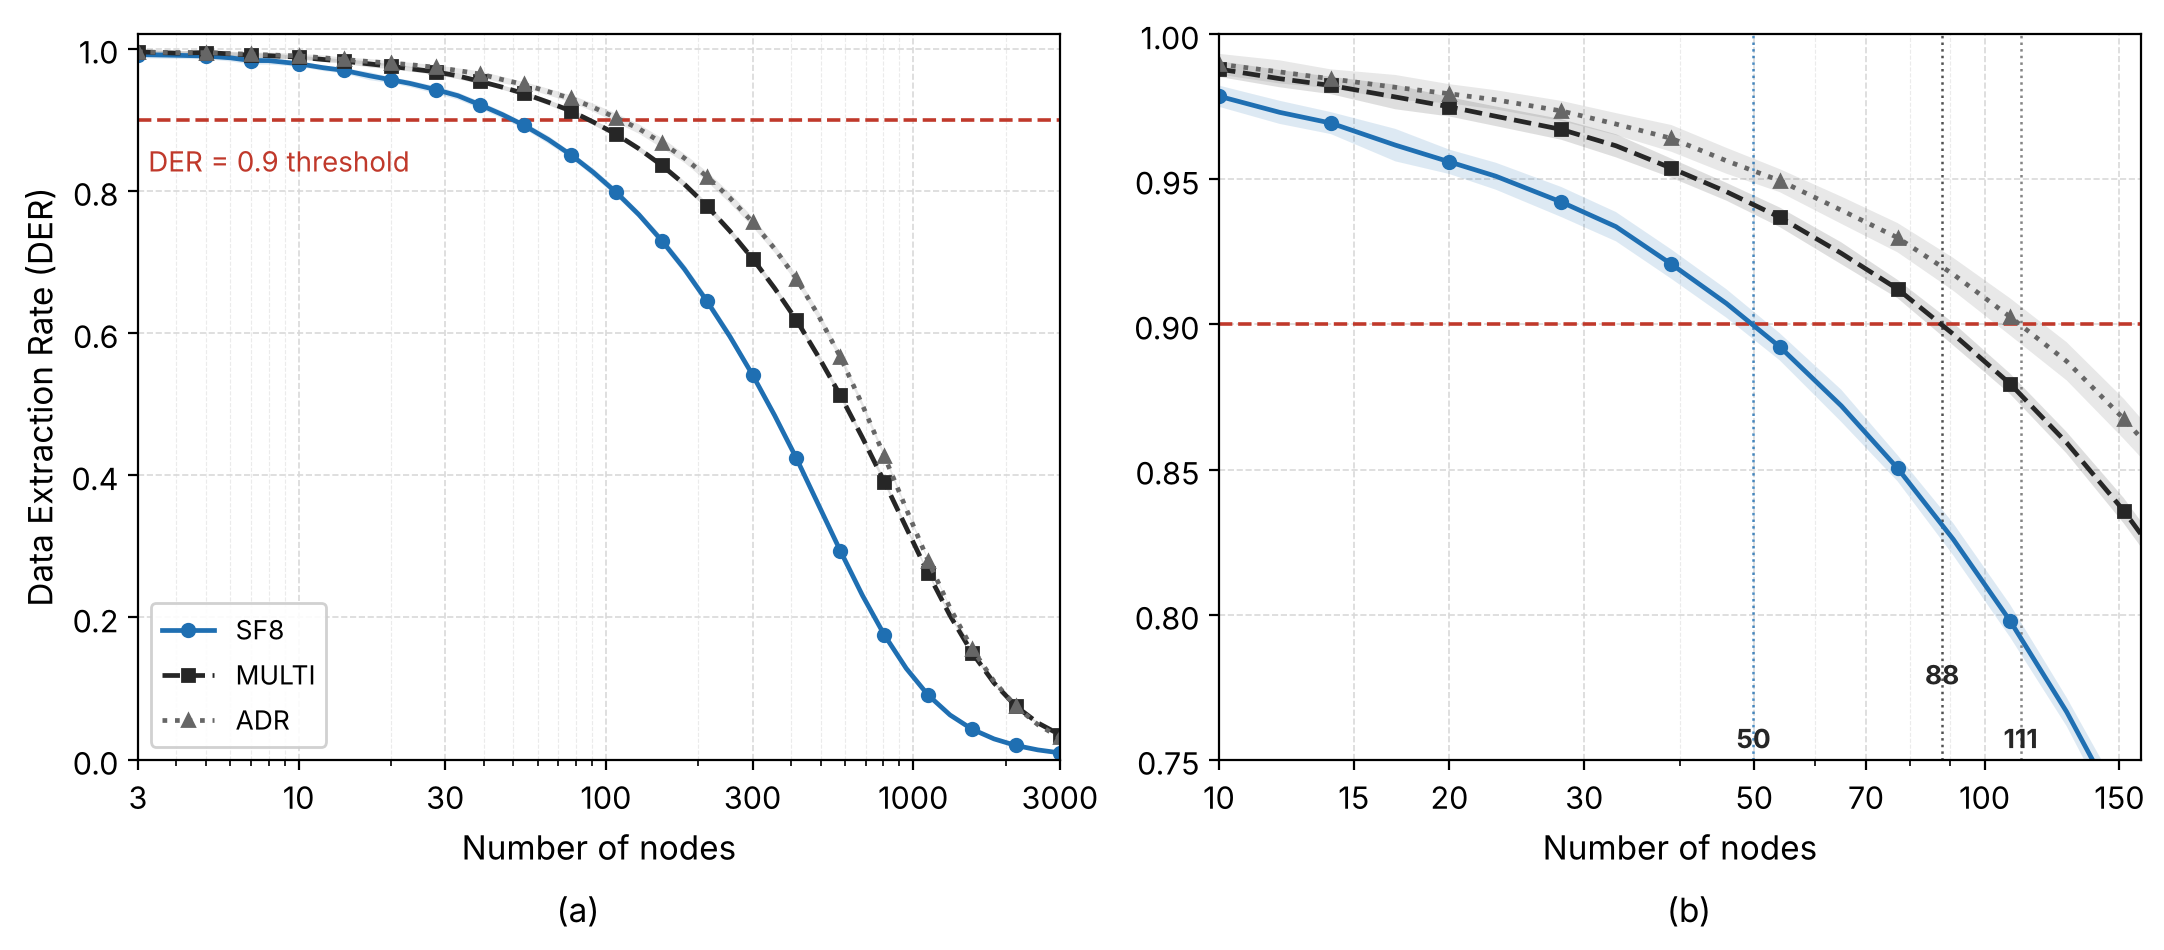 Data Extraction Rate (DER)
1.0
0.8
0.6
0.4
0.2
0.0
DER = 0.9 threshold
SF8
MULTI
ADR
3 10 30 100 300 1000 3000
Number of nodes
(a)
1.00
0.95
0.90
0.85
0.80
0.75
88
50 111
10 15 20 30 50 70 100 150
Number of nodes
(b)